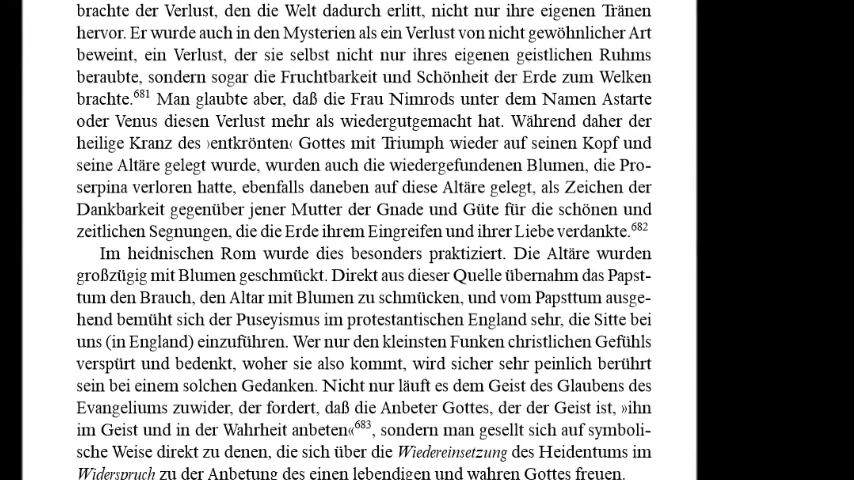 brachte der Verlust, den die Welt dadurch erlitt, nicht nur ihre eigenen Tränen
hervor. Er wurde auch in den Mysterien als ein Verlust von nicht gewöhnlicher Art
beweint, ein Verlust, der sie selbst nicht nur ihres eigenen geistlichen Ruhms
beraubte, sondern sogar die Fruchtbarkeit und Schönheit der Erde zum Welken
brachte.681 Man glaubte aber, daß die Frau Nimrods unter dem Namen Astarte
oder Venus diesen Verlust mehr als wiedergutgemacht hat. Während daher der
heilige Kranz des ›entkrönten‹ Gottes mit Triumph wieder auf seinen Kopf und
seine Altäre gelegt wurde, wurden auch die wiedergefundenen Blumen, die Pro-
serpina verloren hatte, ebenfalls daneben auf diese Altäre gelegt, als Zeichen der
Dankbarkeit gegenüber jener Mutter der Gnade und Güte für die schönen und
zeitlichen Segnungen, die die Erde ihrem Eingreifen und ihrer Liebe verdankte.682
Im heidnischen Rom wurde dies besonders praktiziert. Die Altäre wurden
großzügig mit Blumen geschmückt. Direkt aus dieser Quelle übernahm das Papst-
tum den Brauch, den Altar mit Blumen zu schmücken, und vom Papsttum ausge-
hend bemüht sich der Puseyismus im protestantischen England sehr, die Sitte bei
uns (in England) einzuführen. Wer nur den kleinsten Funken christlichen Gefühls
verspürt und bedenkt, woher sie also kommt, wird sicher sehr peinlich berührt
sein bei einem solchen Gedanken. Nicht nur läuft es dem Geist des Glaubens des
Evangeliums zuwider, der fordert, daß die Anbeter Gottes, der der Geist ist, »ihn
im Geist und in der Wahrheit anbeten«683, sondern man gesellt sich auf symboli-
sche Weise direkt zu denen, die sich über die Wiedereinsetzung des Heidentums im
Widerspruch zu der Anbetung des einen lebendigen und wahren Gottes freuen.